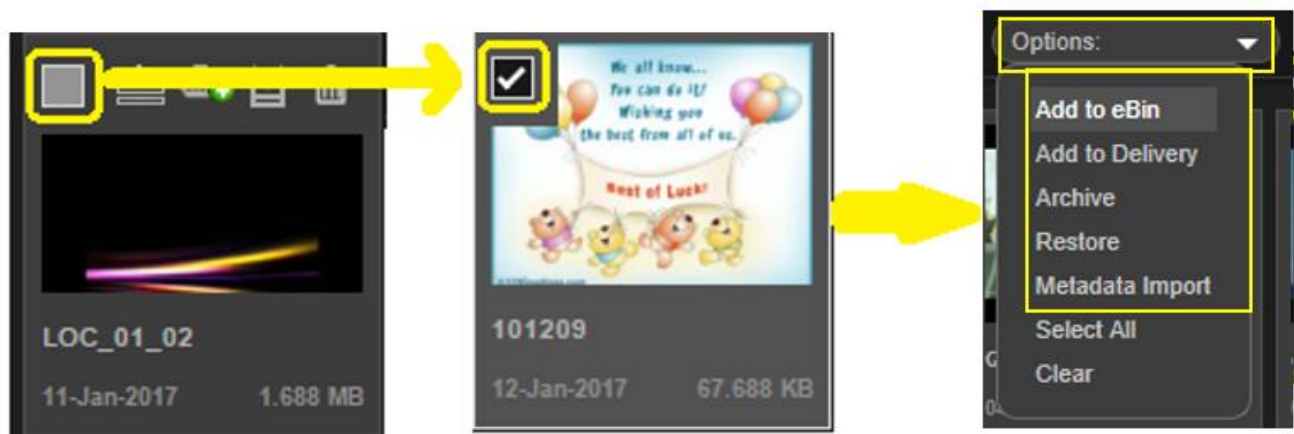 LOC_01_02
11-Jan-2017 1.688 MB
We all know...
You can do it!
Wishing you
the best from all of us.
Best of Luck!
101209
12-Jan-2017 67.688 KB
Options:
Add to eBin
Add to Delivery
Archive
Restore
Metadata Import
Select All
Clear